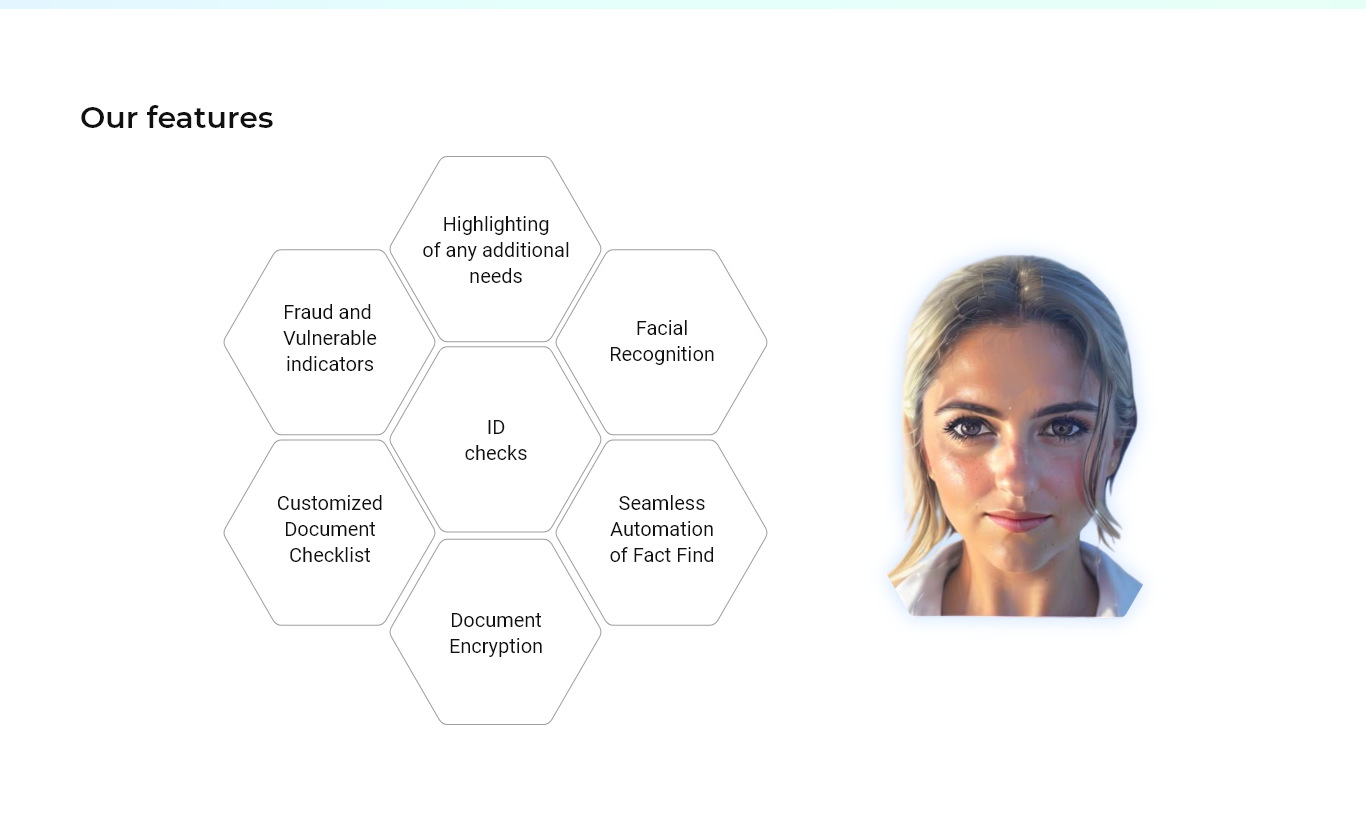 Our features
Highlighting
of any additional
needs
Fraud and
Vulnerable
indicators
Facial
Recognition
ID
checks
Customized
Document
Checklist
Seamless
Automation
of Fact Find
Document
Encryption